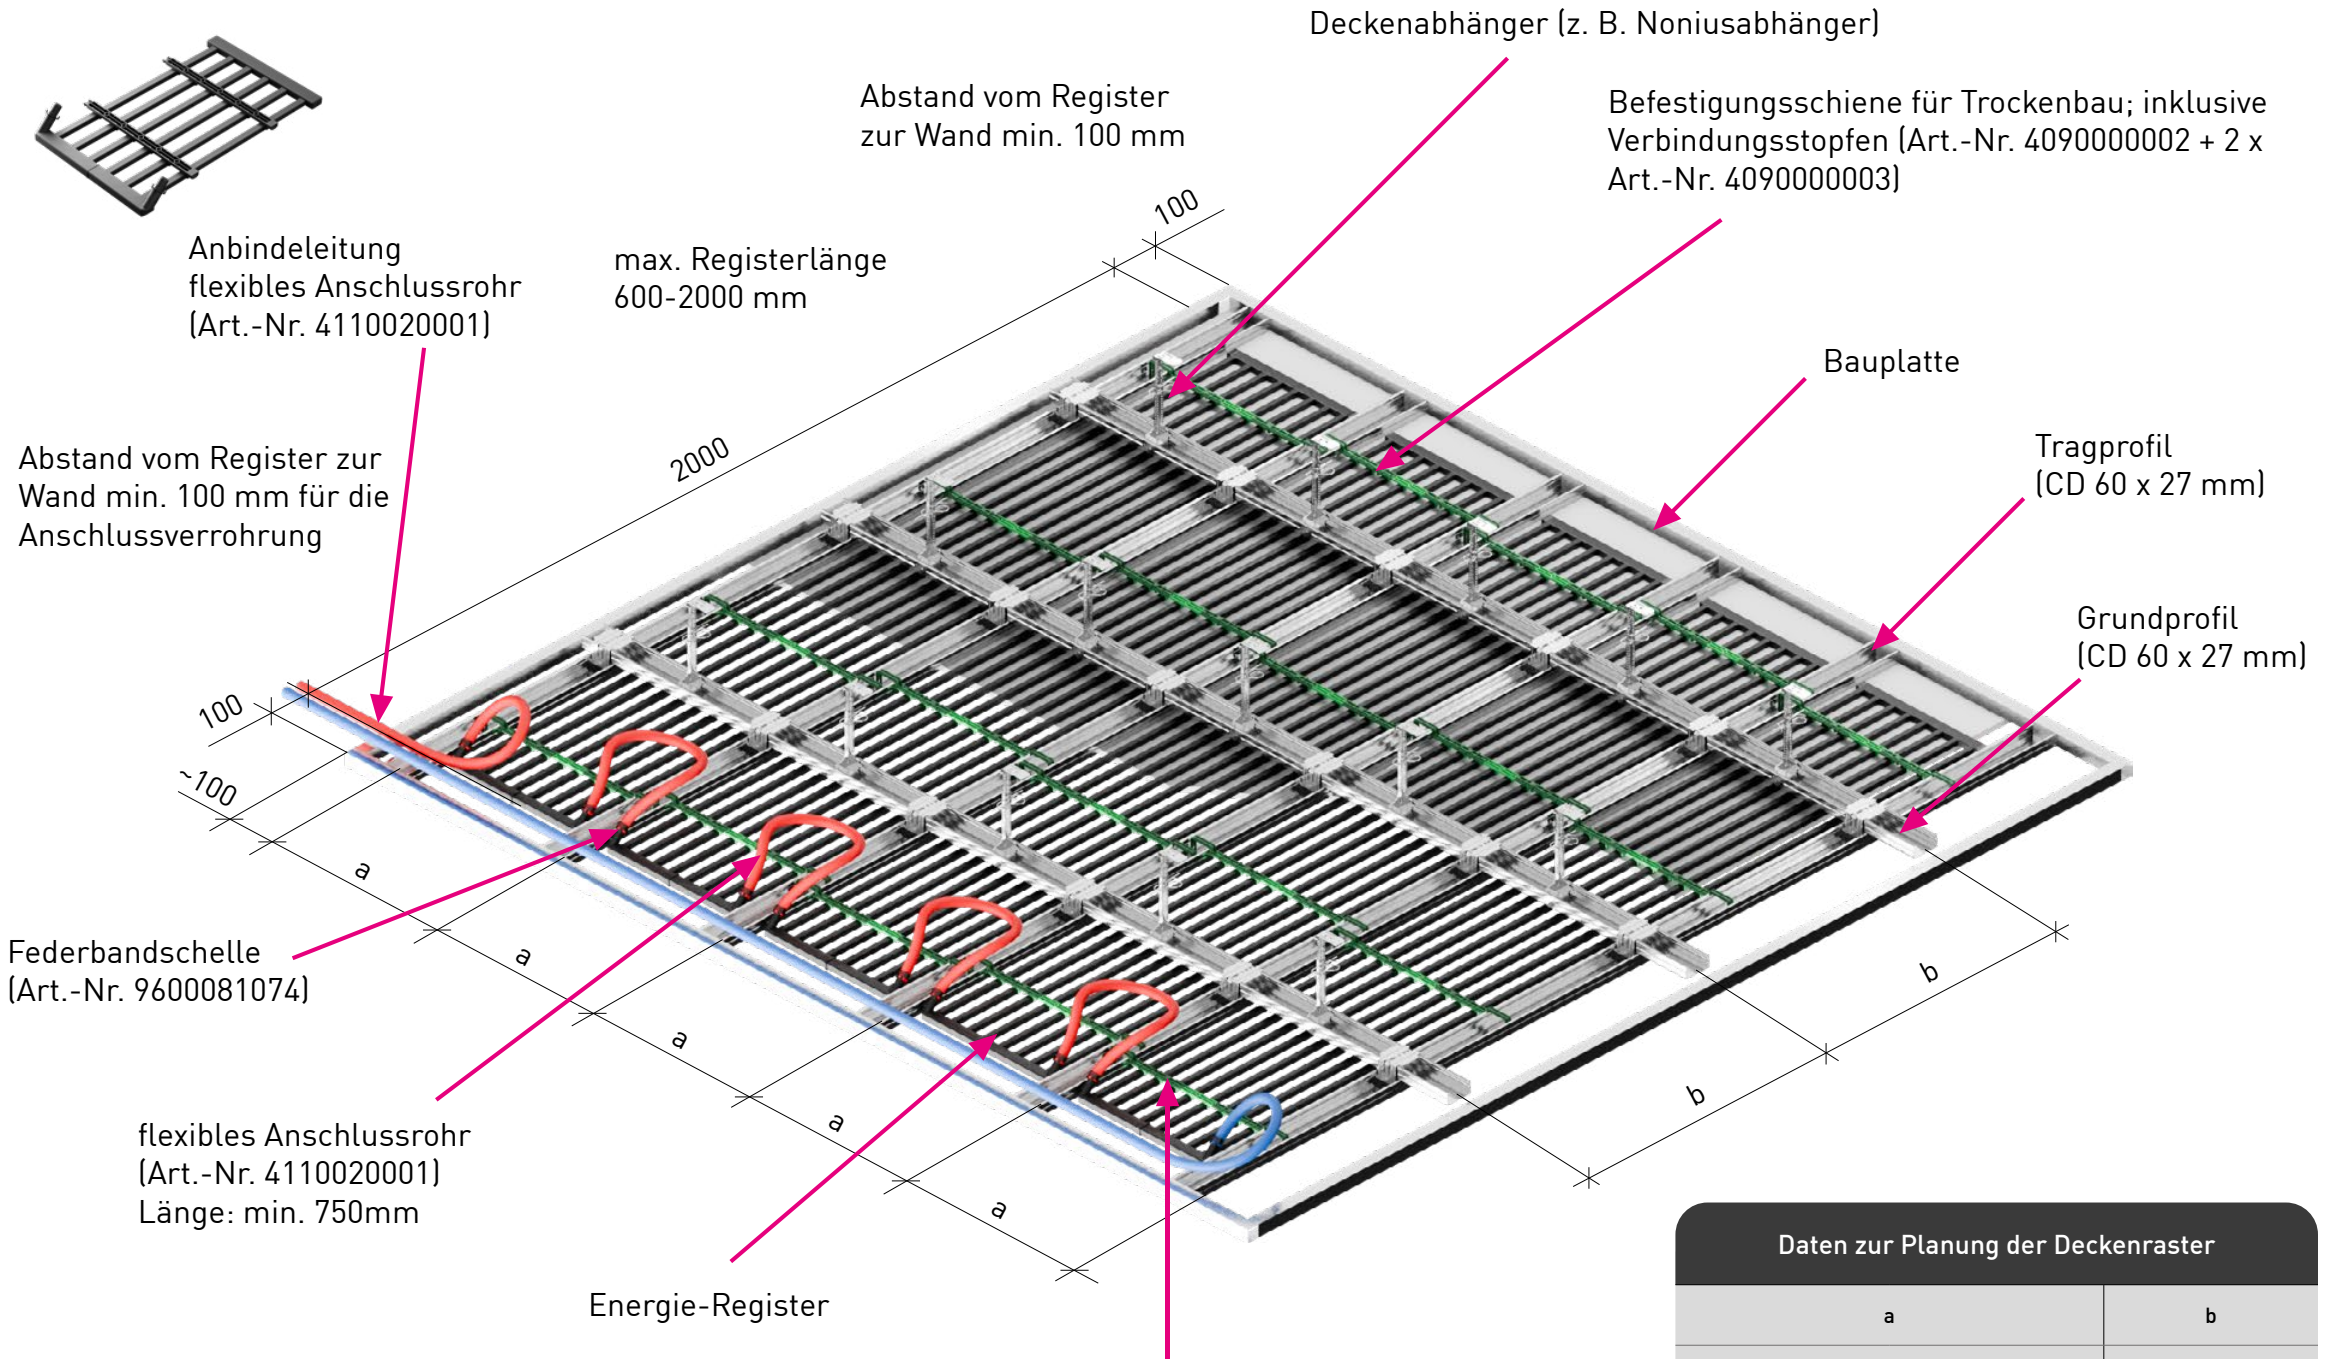 Deckenabhänger (z. B. Noniusabhänger)
Abstand vom Register
zur Wand min. 100 mm
Befestigungsschiene für Trockenbau; inklusive
Verbindungsstopfen (Art.-Nr. 4090000002 + 2 x
Art.-Nr. 4090000003)
100
Anbindeleitung
flexibles Anschlussrohr
(Art.-Nr. 4110020001)
max. Registerlänge
600-2000 mm
Bauplatte
2000
Tragprofil
(CD 60 x 27 mm)
Abstand vom Register zur
Wand min. 100 mm für die
Anschlussverrohrung
Grundprofil
(CD 60 x 27 mm)
100
~100
a
a
a
a
a
b
b
Federbandschelle
(Art.-Nr. 9600081074)
flexibles Anschlussrohr
(Art.-Nr. 4110020001)
Länge: min. 750mm
Energie-Register
Daten zur Planung der Deckenraster
a
b